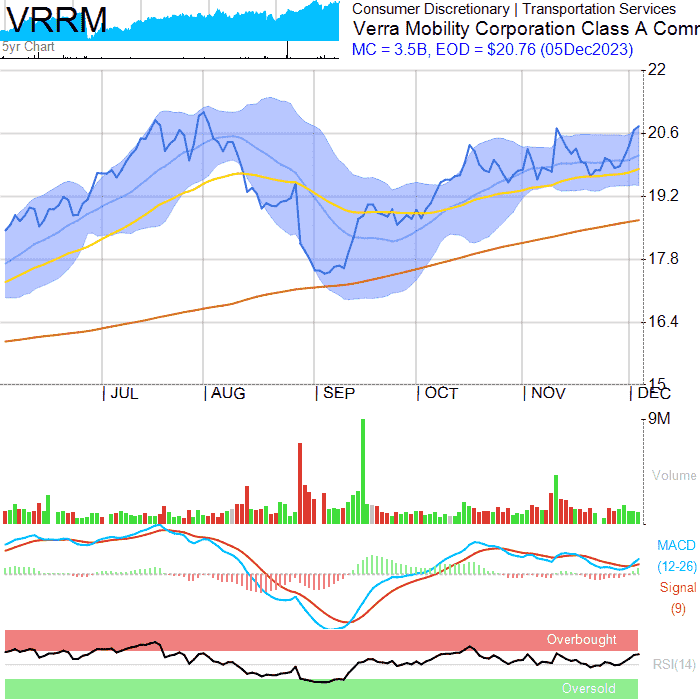 VRRM
5yr Chart
Consumer Discretionary | Transportation Services
Verra Mobility Corporation Class A Comm
MC = 3.5B, EOD = $20.76 (05Dec2023)
22
20.6
19.2
17.8
16.4
15
JUL AUG SEP OCT NOV DEC
9M
Volume
MACD
(12-26)
Signal
(9)
Overbought
RSI(14)
Oversold